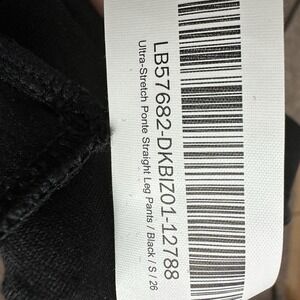 LB57682-DKBIZ01-12788
Ultra-Stretch Ponte Straight Leg Pants / Black / S / 26